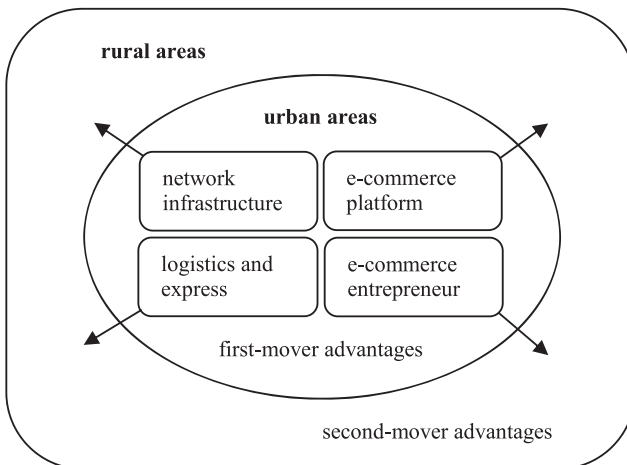 rural areas
urban areas
network
infrastructure
e-commerce
platform
logistics and
express
e-commerce
entrepreneur
first-mover advantages
second-mover advantages